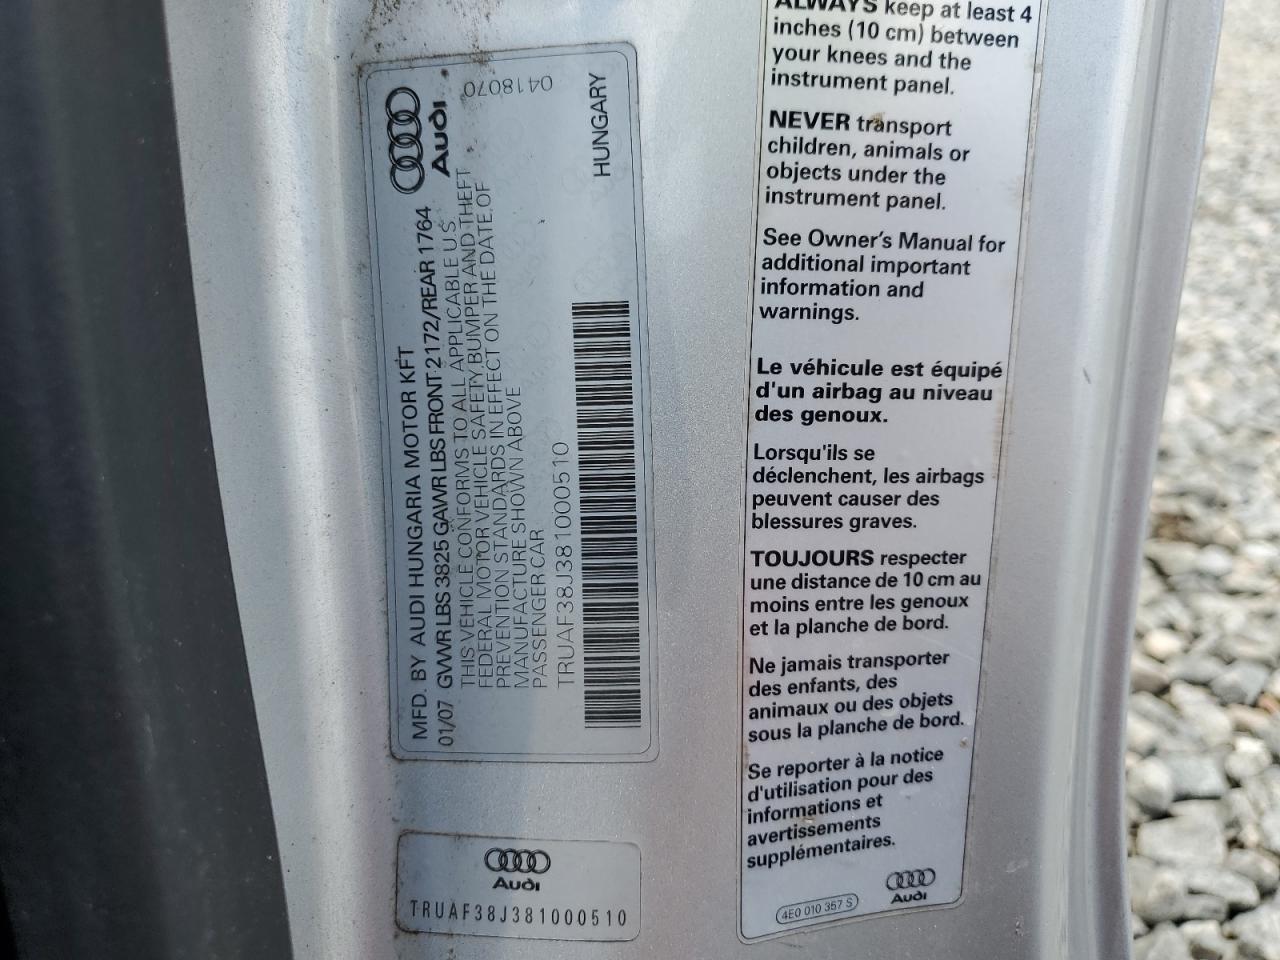 Audi
0418070
HUNGARY
MFD. BY AUDI HUNGARIA MOTOR KFT
01/07 GVWR LBS 3825 GAWR LBS FRONT 2172/REAR 1764
THIS VEHICLE CONFORMS TO ALL APPLICABLE U.S.
FEDERAL MOTOR VEHICLE SAFETY,BUMPER AND THEFT
PREVENTION STANDARDS IN EFFECT ON THE DATE OF
MANUFACTURE SHOWN ABOVE
PASSENGER CAR
TRUAF38J381000510
Audi
TRUAF38J381000510
ALWAYS keep at least 4
inches (10 cm) between
your knees and the
instrument panel.
NEVER transport
children, animals or
objects under the
instrument panel.
See Owner's Manual for
additional important
information and
warnings.
Le véhicule est équipé
d'un airbag au niveau
des genoux.
Lorsqu'ils se
déclenchent, les airbags
peuvent causer des
blessures graves.
TOUJOURS respecter
une distance de 10 cm au
moins entre les genoux
et la planche de bord.
Ne jamais transporter
des enfants, des
animaux ou des objets
sous la planche de bord.
Se reporter à la notice
d'utilisation pour des
informations et
avertissements
supplémentaires.
4E0 010 357 S
Audi